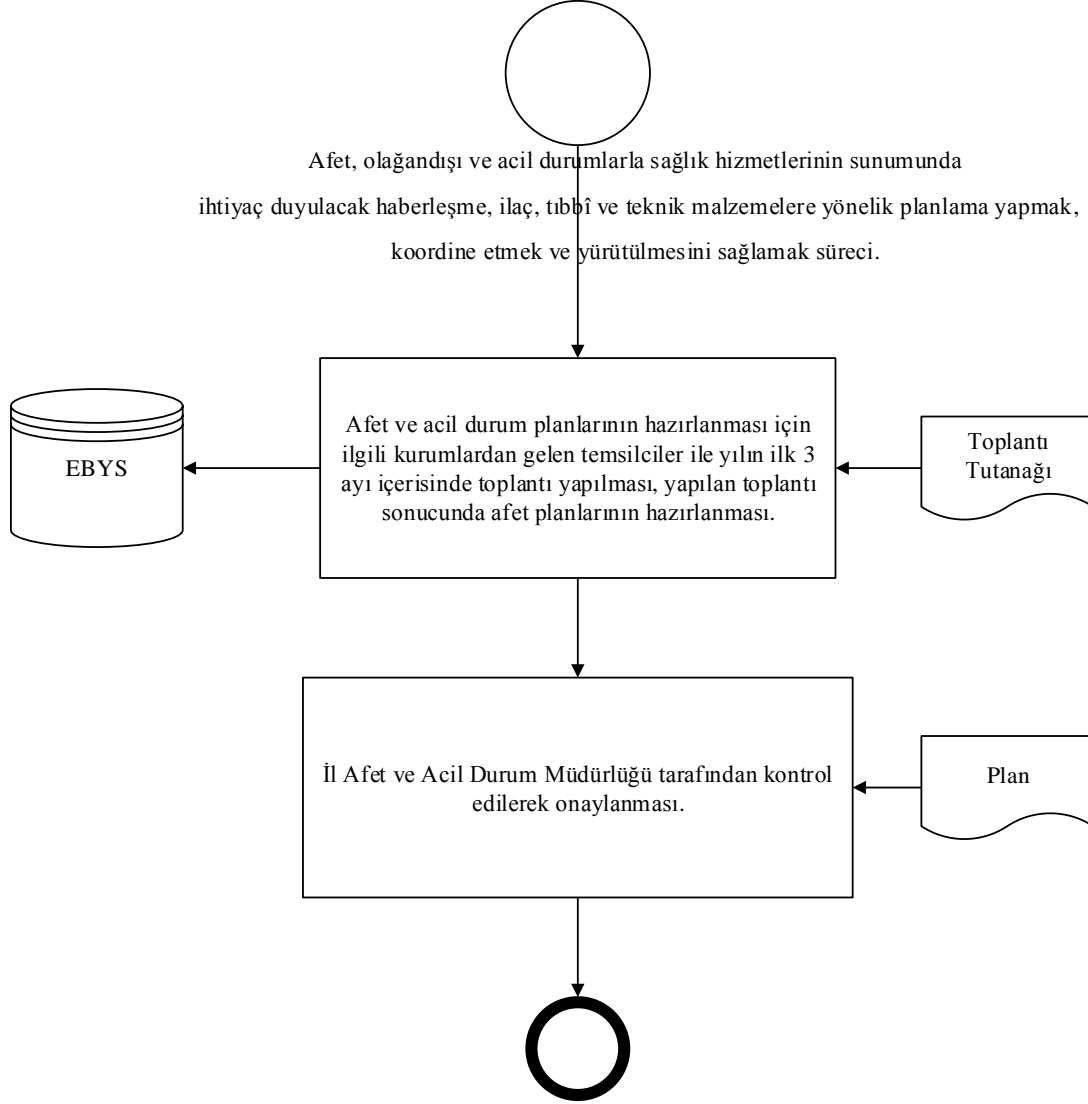 Afet, olağandışı ve acil durumlarla sağlık hizmetlerinin sunumunda
ihtiyaç duyulacak haberleşme, ilaç, tıbbî ve teknik malzemelere yönelik planlama yapmak,
koordine etmek ve yürütülmesini sağlamak süreci.
Afet ve acil durum planlarının hazırlanması için
ilgili kurumlardan gelen temsilciler ile yılın ilk 3
ayı içerisinde toplantı yapılması, yapılan toplantı
sonucunda afet planlarının hazırlanması.
EBYS
Toplantı
Tutanağı
İl Afet ve Acil Durum Müdürlüğü tarafından kontrol
edilerek onaylanması.
Plan